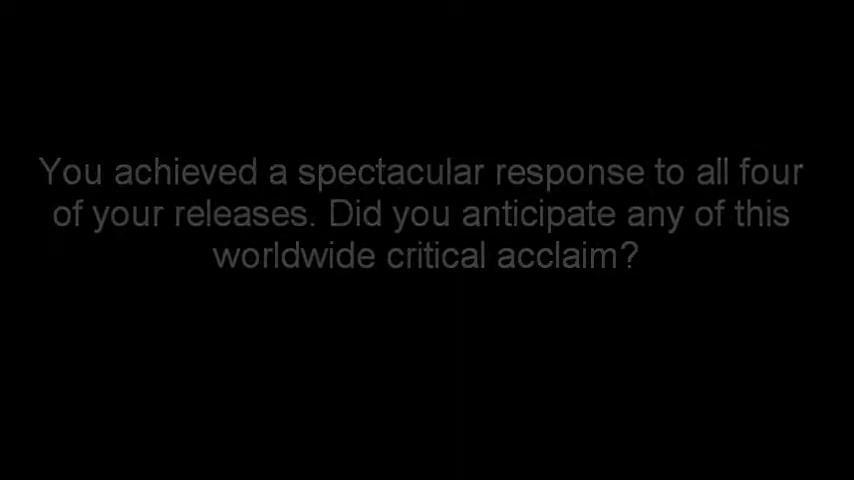 You achieved a spectacular response to all four
of your releases. Did you anticipate any of this
worldwide critical acclaim?